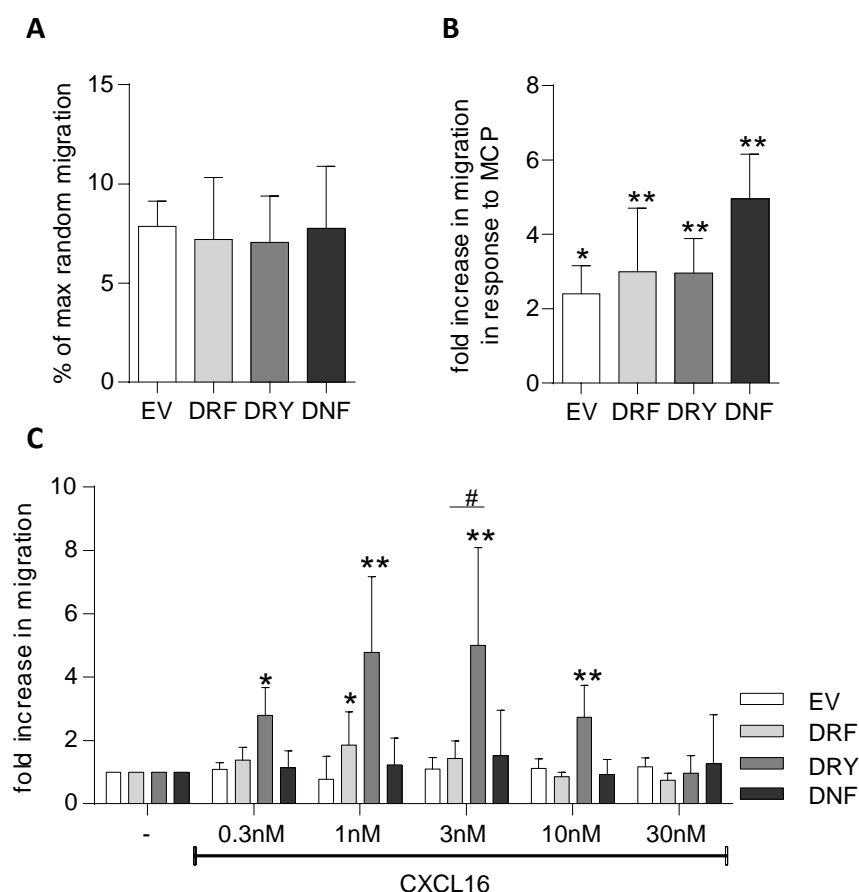 A
% of max random migration
15
10
5
0
EV DRF DRY DNF
B
fold increase in migration
in response to MCP
8
6
4
2
0
*
**
**
**
EV DRF DRY DNF
C
fold increase in migration
10
8
6
4
2
0
*
*
**
#
**
**
- 0.3nM 1nM 3nM 10nM 30nM
CXCL16
EV
DRF
DRY
DNF